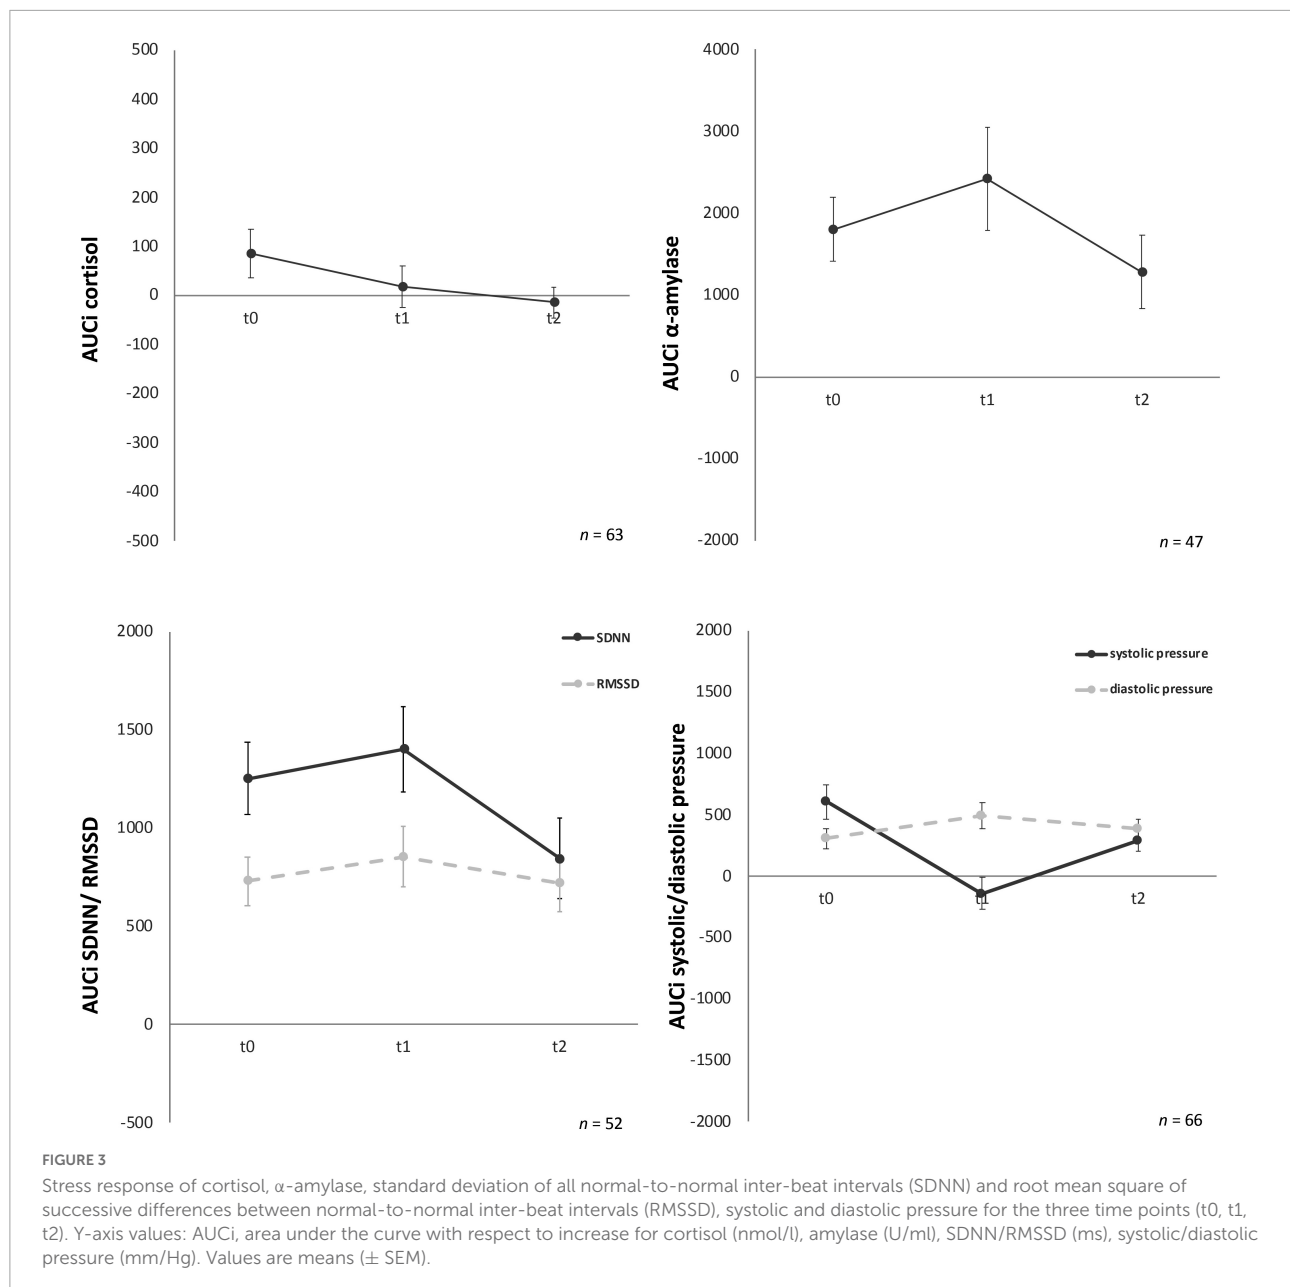 500
400
300
200
100
0
-100
-200
-300
-400
-500
AUCi cortisol
t0
t1
t2
n = 63
4000
3000
2000
1000
0
-1000
-2000
AUCi α-amylase
t0
t1
t2
n = 47
2000
1500
1000
500
0
-500
AUCi SDNN/ RMSSD
SDNN
RMSSD
t0
t1
t2
n = 52
2000
1500
1000
500
0
-500
-1000
-1500
-2000
AUCi systolic/diastolic pressure
systolic pressure
diastolic pressure
t0
t1
t2
n = 66
FIGURE 3
Stress response of cortisol, α-amylase, standard deviation of all normal-to-normal inter-beat intervals (SDNN) and root mean square of
successive differences between normal-to-normal inter-beat intervals (RMSSD), systolic and diastolic pressure for the three time points (t0, t1,
t2). Y-axis values: AUCi, area under the curve with respect to increase for cortisol (nmol/l), amylase (U/ml), SDNN/RMSSD (ms), systolic/diastolic
pressure (mm/Hg). Values are means (± SEM).